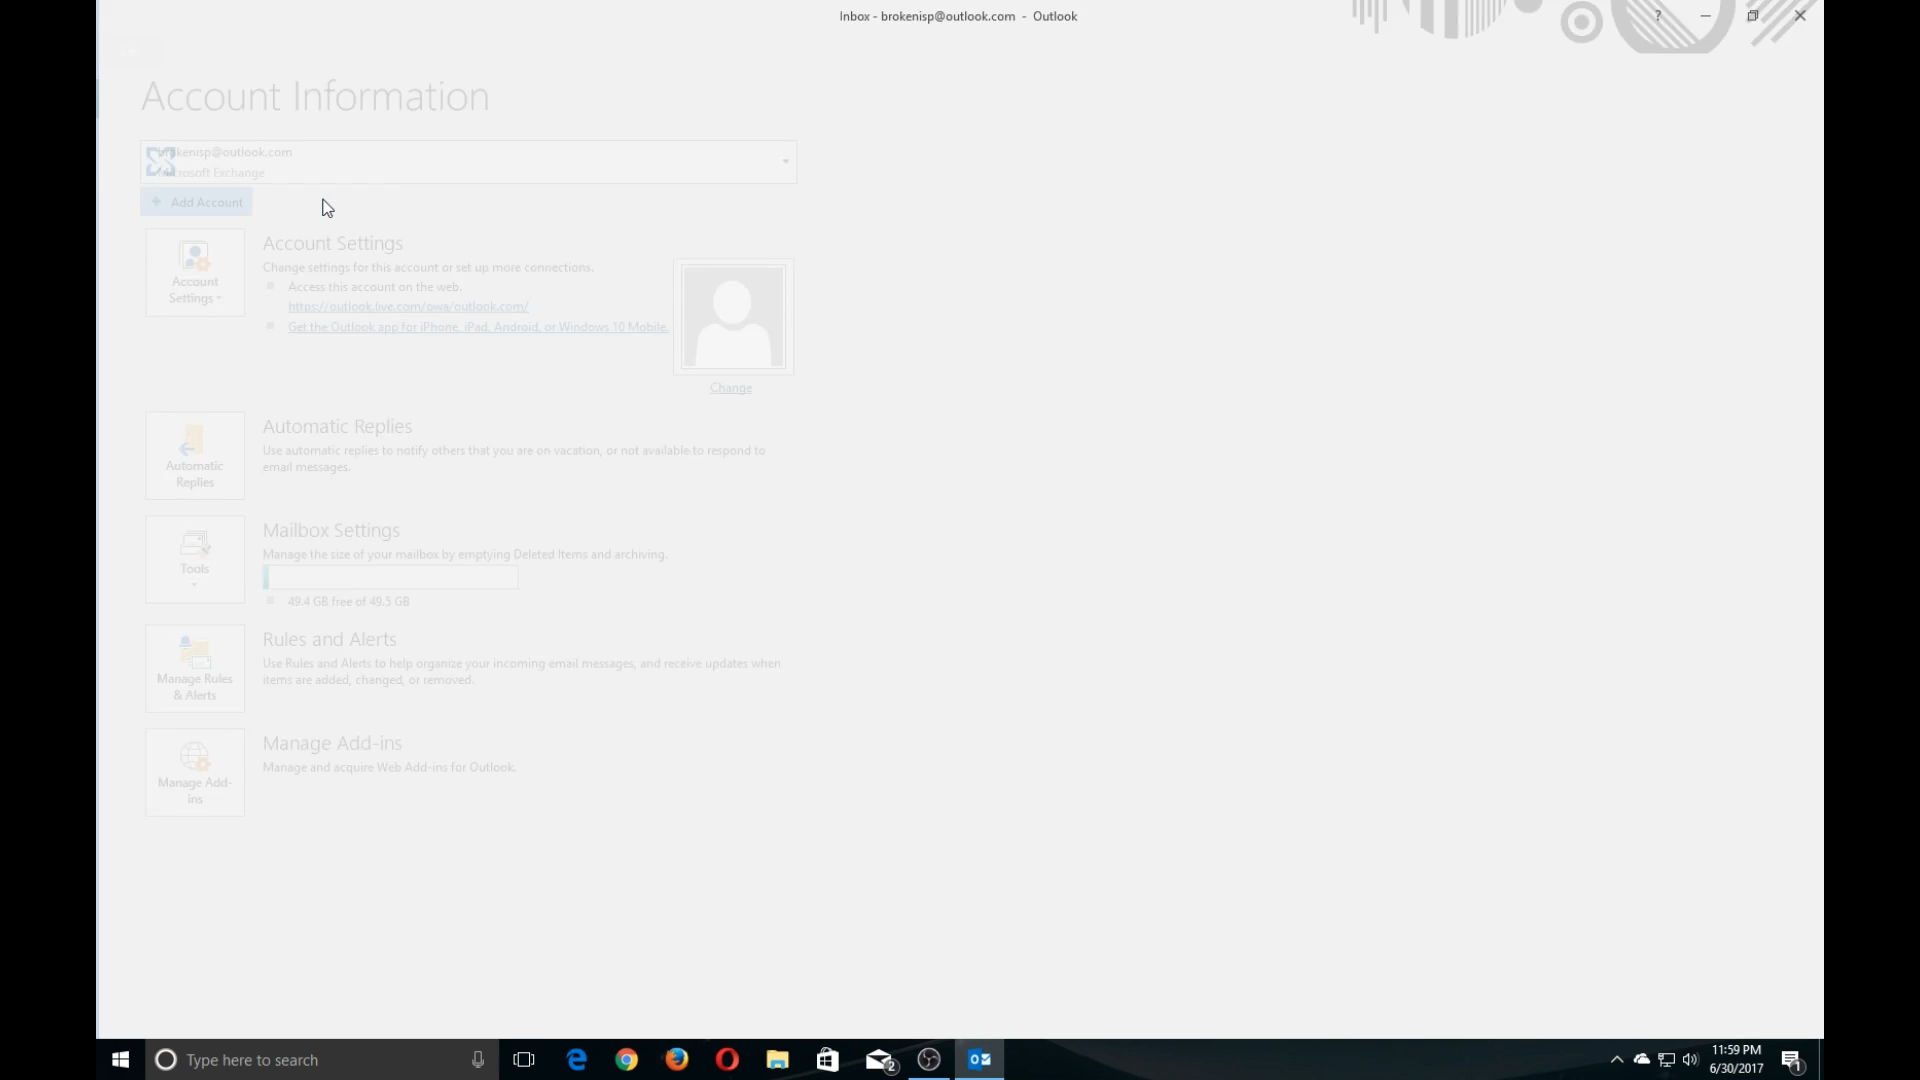 Inbox - brokenisp@outlook.com - Outlook
?
Account Information
brokenisp@outlook.com
Microsoft Exchange
+ Add Account
Account Settings
Account Settings
Change settings for this account or set up more connections.
Access this account on the web.
https://outlook.live.com/owa/outlook.com/
Get the Outlook app for iPhone, iPad, Android, or Windows 10 Mobile.
Change
Automatic Replies
Automatic Replies
Use automatic replies to notify others that you are on vacation, or not available to respond to
email messages.
Tools
Mailbox Settings
Manage the size of your mailbox by emptying Deleted Items and archiving.
49.4 GB free of 49.5 GB
Manage Rules
& Alerts
Rules and Alerts
Use Rules and Alerts to help organize your incoming email messages, and receive updates when
items are added, changed, or removed.
Manage Add-
ins
Manage Add-ins
Manage and acquire Web Add-ins for Outlook.
Type here to search
2
11:59 PM
6/30/2017
1